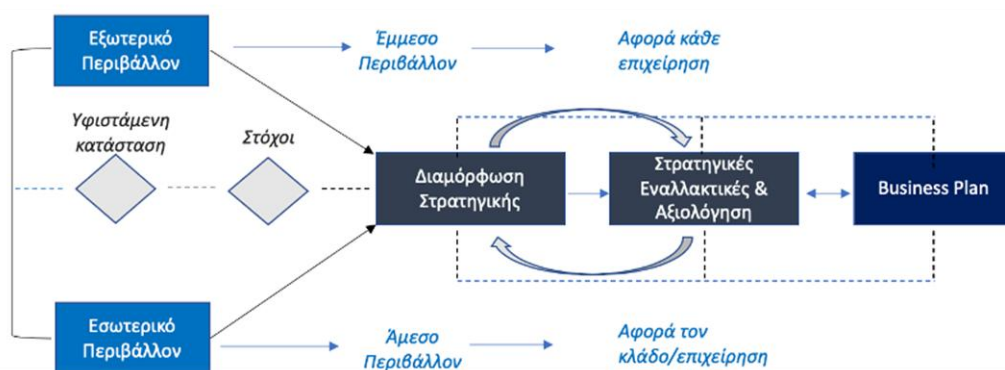 Εξωτερικό
Περιβάλλον
Έμμεσο
Περιβάλλον
Αφορά κάθε
επιχείρηση
Υφιστάμενη
κατάσταση
Στόχοι
Διαμόρφωση
Στρατηγικής
Στρατηγικές
Εναλλακτικές &
Αξιολόγηση
Business Plan
Εσωτερικό
Περιβάλλον
Άμεσο
Περιβάλλον
Αφορά τον
κλάδο/επιχείρηση